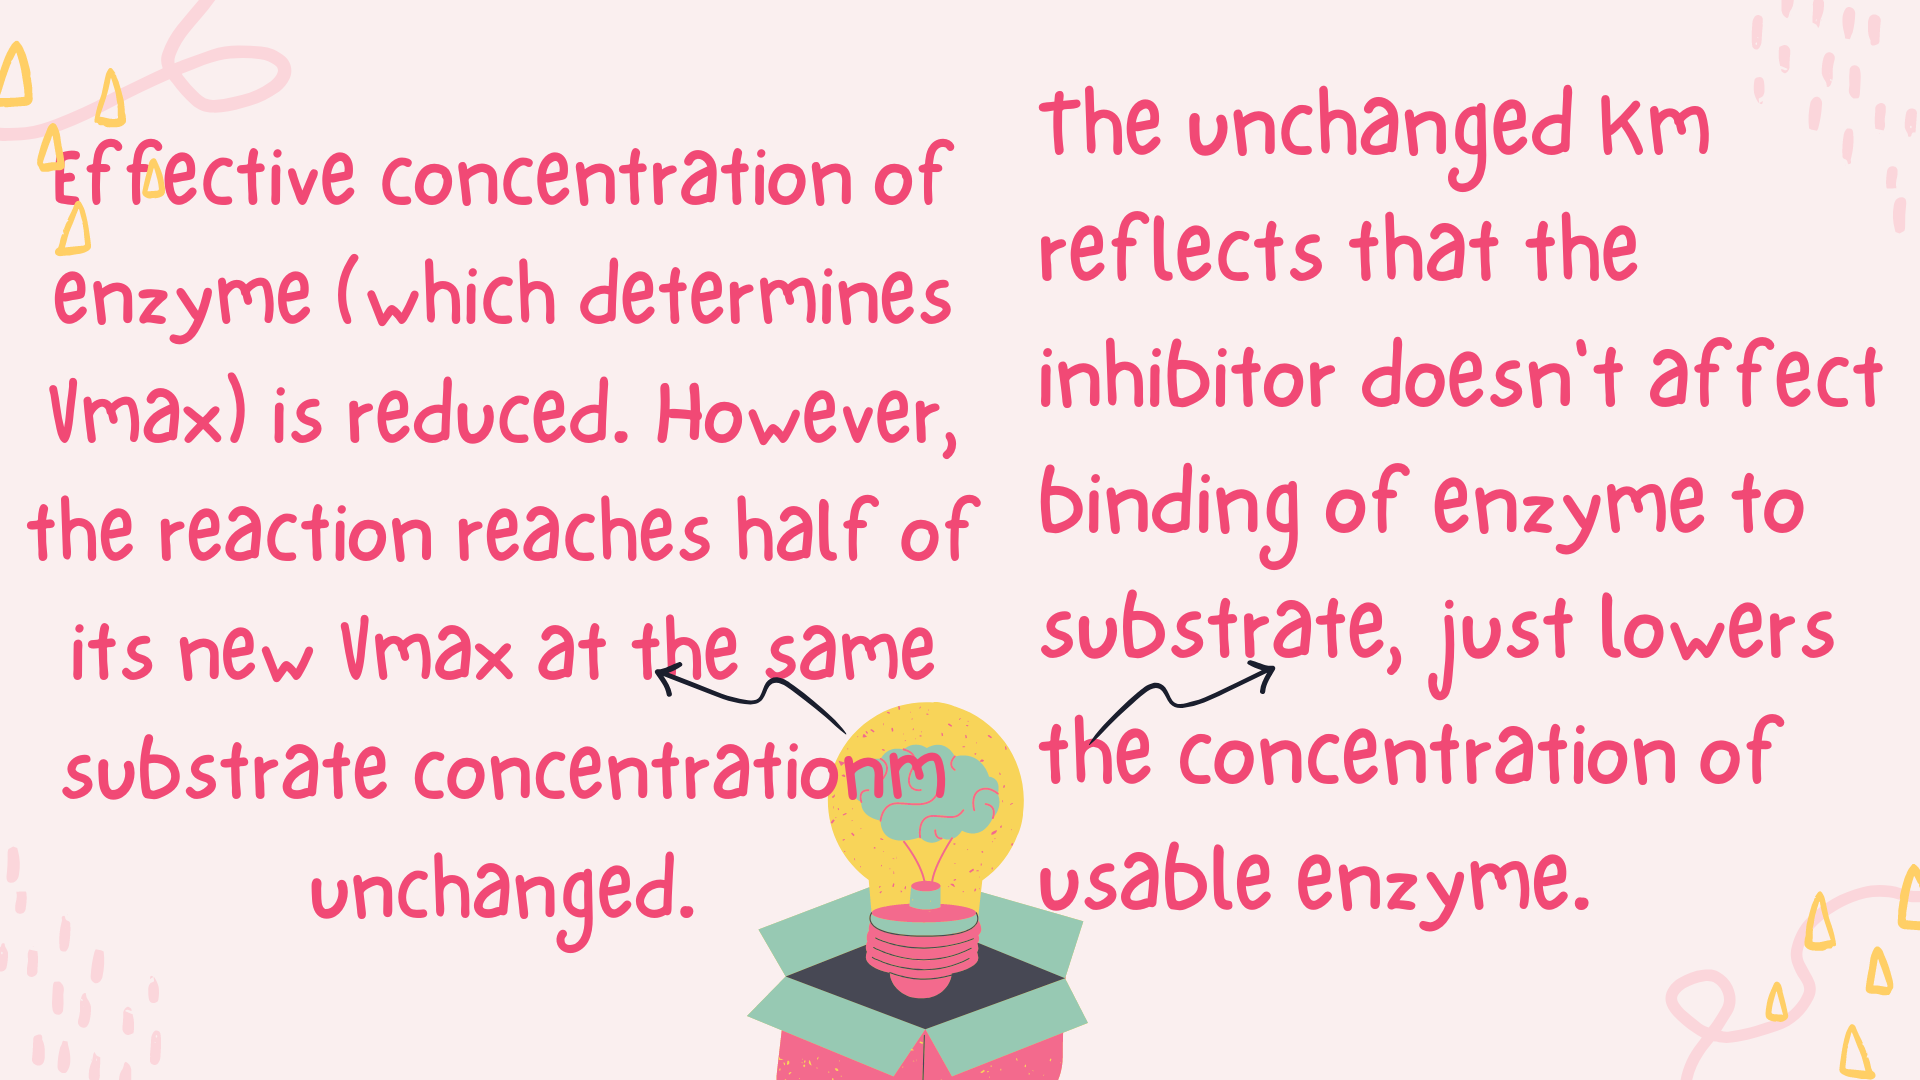 Effective concentration of
enzyme (which determines
Vmax) is reduced. However,
the reaction reaches half of
its new Vmax at the same
substrate concentrationm
unchanged.
The unchanged Km
reflects that the
inhibitor doesn't affect
binding of enzyme to
substrate, just lowers
the concentration of
usable enzyme.